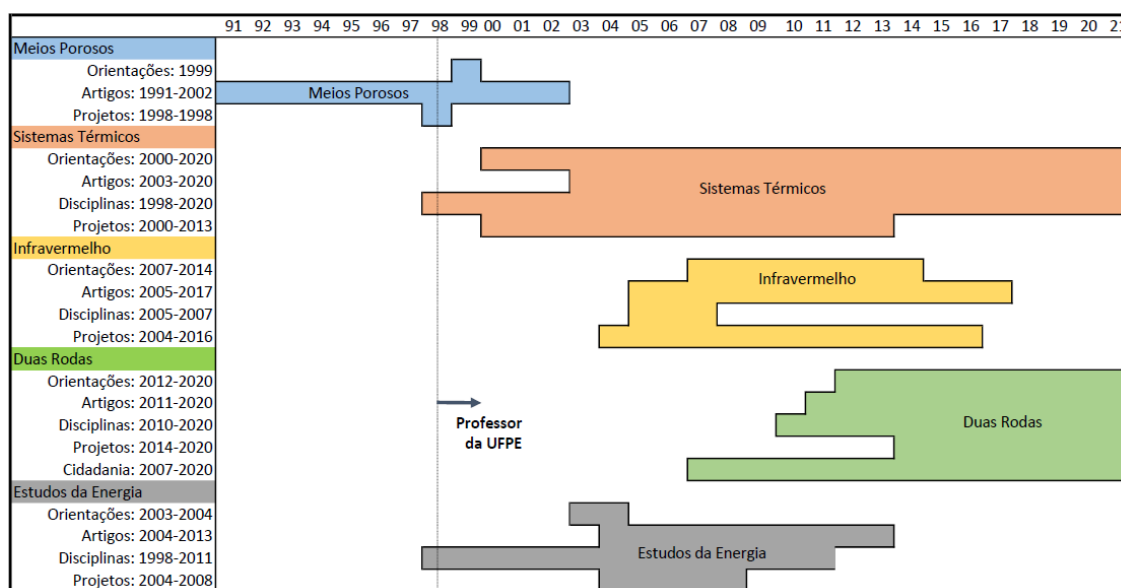 91 92 93 94 95 96 97 98 99 00 01 02 03 04 05 06 07 08 09 10 11 12 13 14 15 16 17 18 19 20 21
Meios Porosos
Orientações: 1999
Artigos: 1991-2002 Meios Porosos
Projetos: 1998-1998
Sistemas Térmicos
Orientações: 2000-2020
Artigos: 2003-2020 Sistemas Térmicos
Disciplinas: 1998-2020
Projetos: 2000-2013
Infravermelho
Orientações: 2007-2014 Infravermelho
Artigos: 2005-2017
Disciplinas: 2005-2007
Projetos: 2004-2016
Duas Rodas
Orientações: 2012-2020
Artigos: 2011-2020
Disciplinas: 2010-2020 Professor Duas Rodas
Projetos: 2014-2020 da UFPE
Cidadania: 2007-2020
Estudos da Energia
Orientações: 2003-2004
Artigos: 2004-2013
Disciplinas: 1998-2011 Estudos da Energia
Projetos: 2004-2008